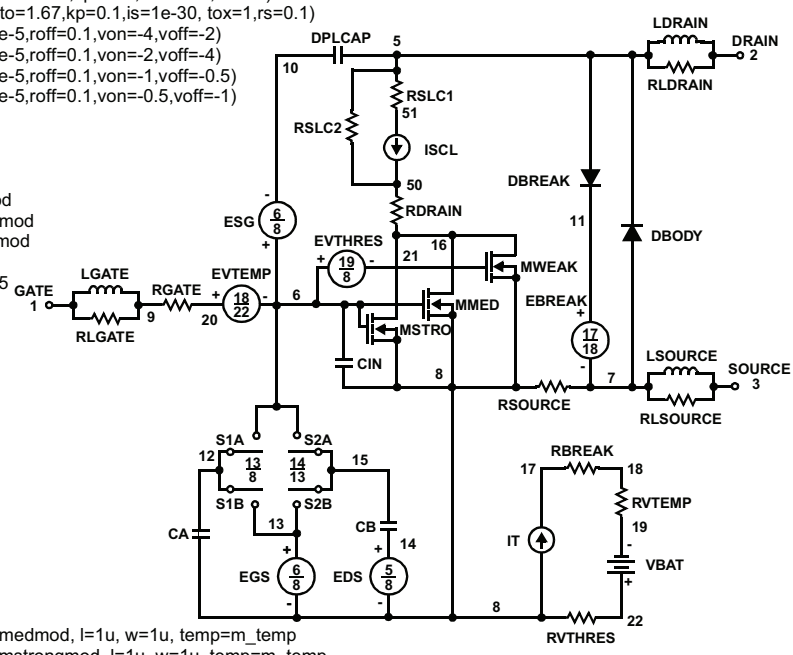 to=1.67,kp=0.1,is=1e-30, tox=1,rs=0.1)
e-5,roff=0.1,von=-4,voff=-2)
e-5,roff=0.1,von=-2,voff=-4)
e-5,roff=0.1,von=-1,voff=-0.5)
e-5,roff=0.1,von=-0.5,voff=-1)
od
mod
mod
5
LDRAIN
DPLCAP 5 DRAIN
10 2
RLDRAIN
RSLC1
51
RSLC2
ISCL
50
DBREAK
RDRAIN
11
DBODY
- ESG 6 8 +
EVTHRES
+ 19 8 - 21 16
MWEAK
LGATE
GATE
1
RLGATE
9
RGATE
20
EVTEMP
+ 18 22 -
6
MMED
MSTRO
EBREAK
+ 17 18 -
CIN
8
RSOURCE
7
LSOURCE
SOURCE
3
RLSOURCE
S1A S2A
12 13 8 14 13 15
S1B S2B
13
CA
CB
14
+ EGS 6 8 -
+ EDS 5 8 -
8
RBREAK
17 18
RVTEMP
19
IT
- VBAT +
22
RVTHRES
medmod, l=1u, w=1u, temp=m_temp
mstrongmod, l=1u, w=1u, temp=m_temp